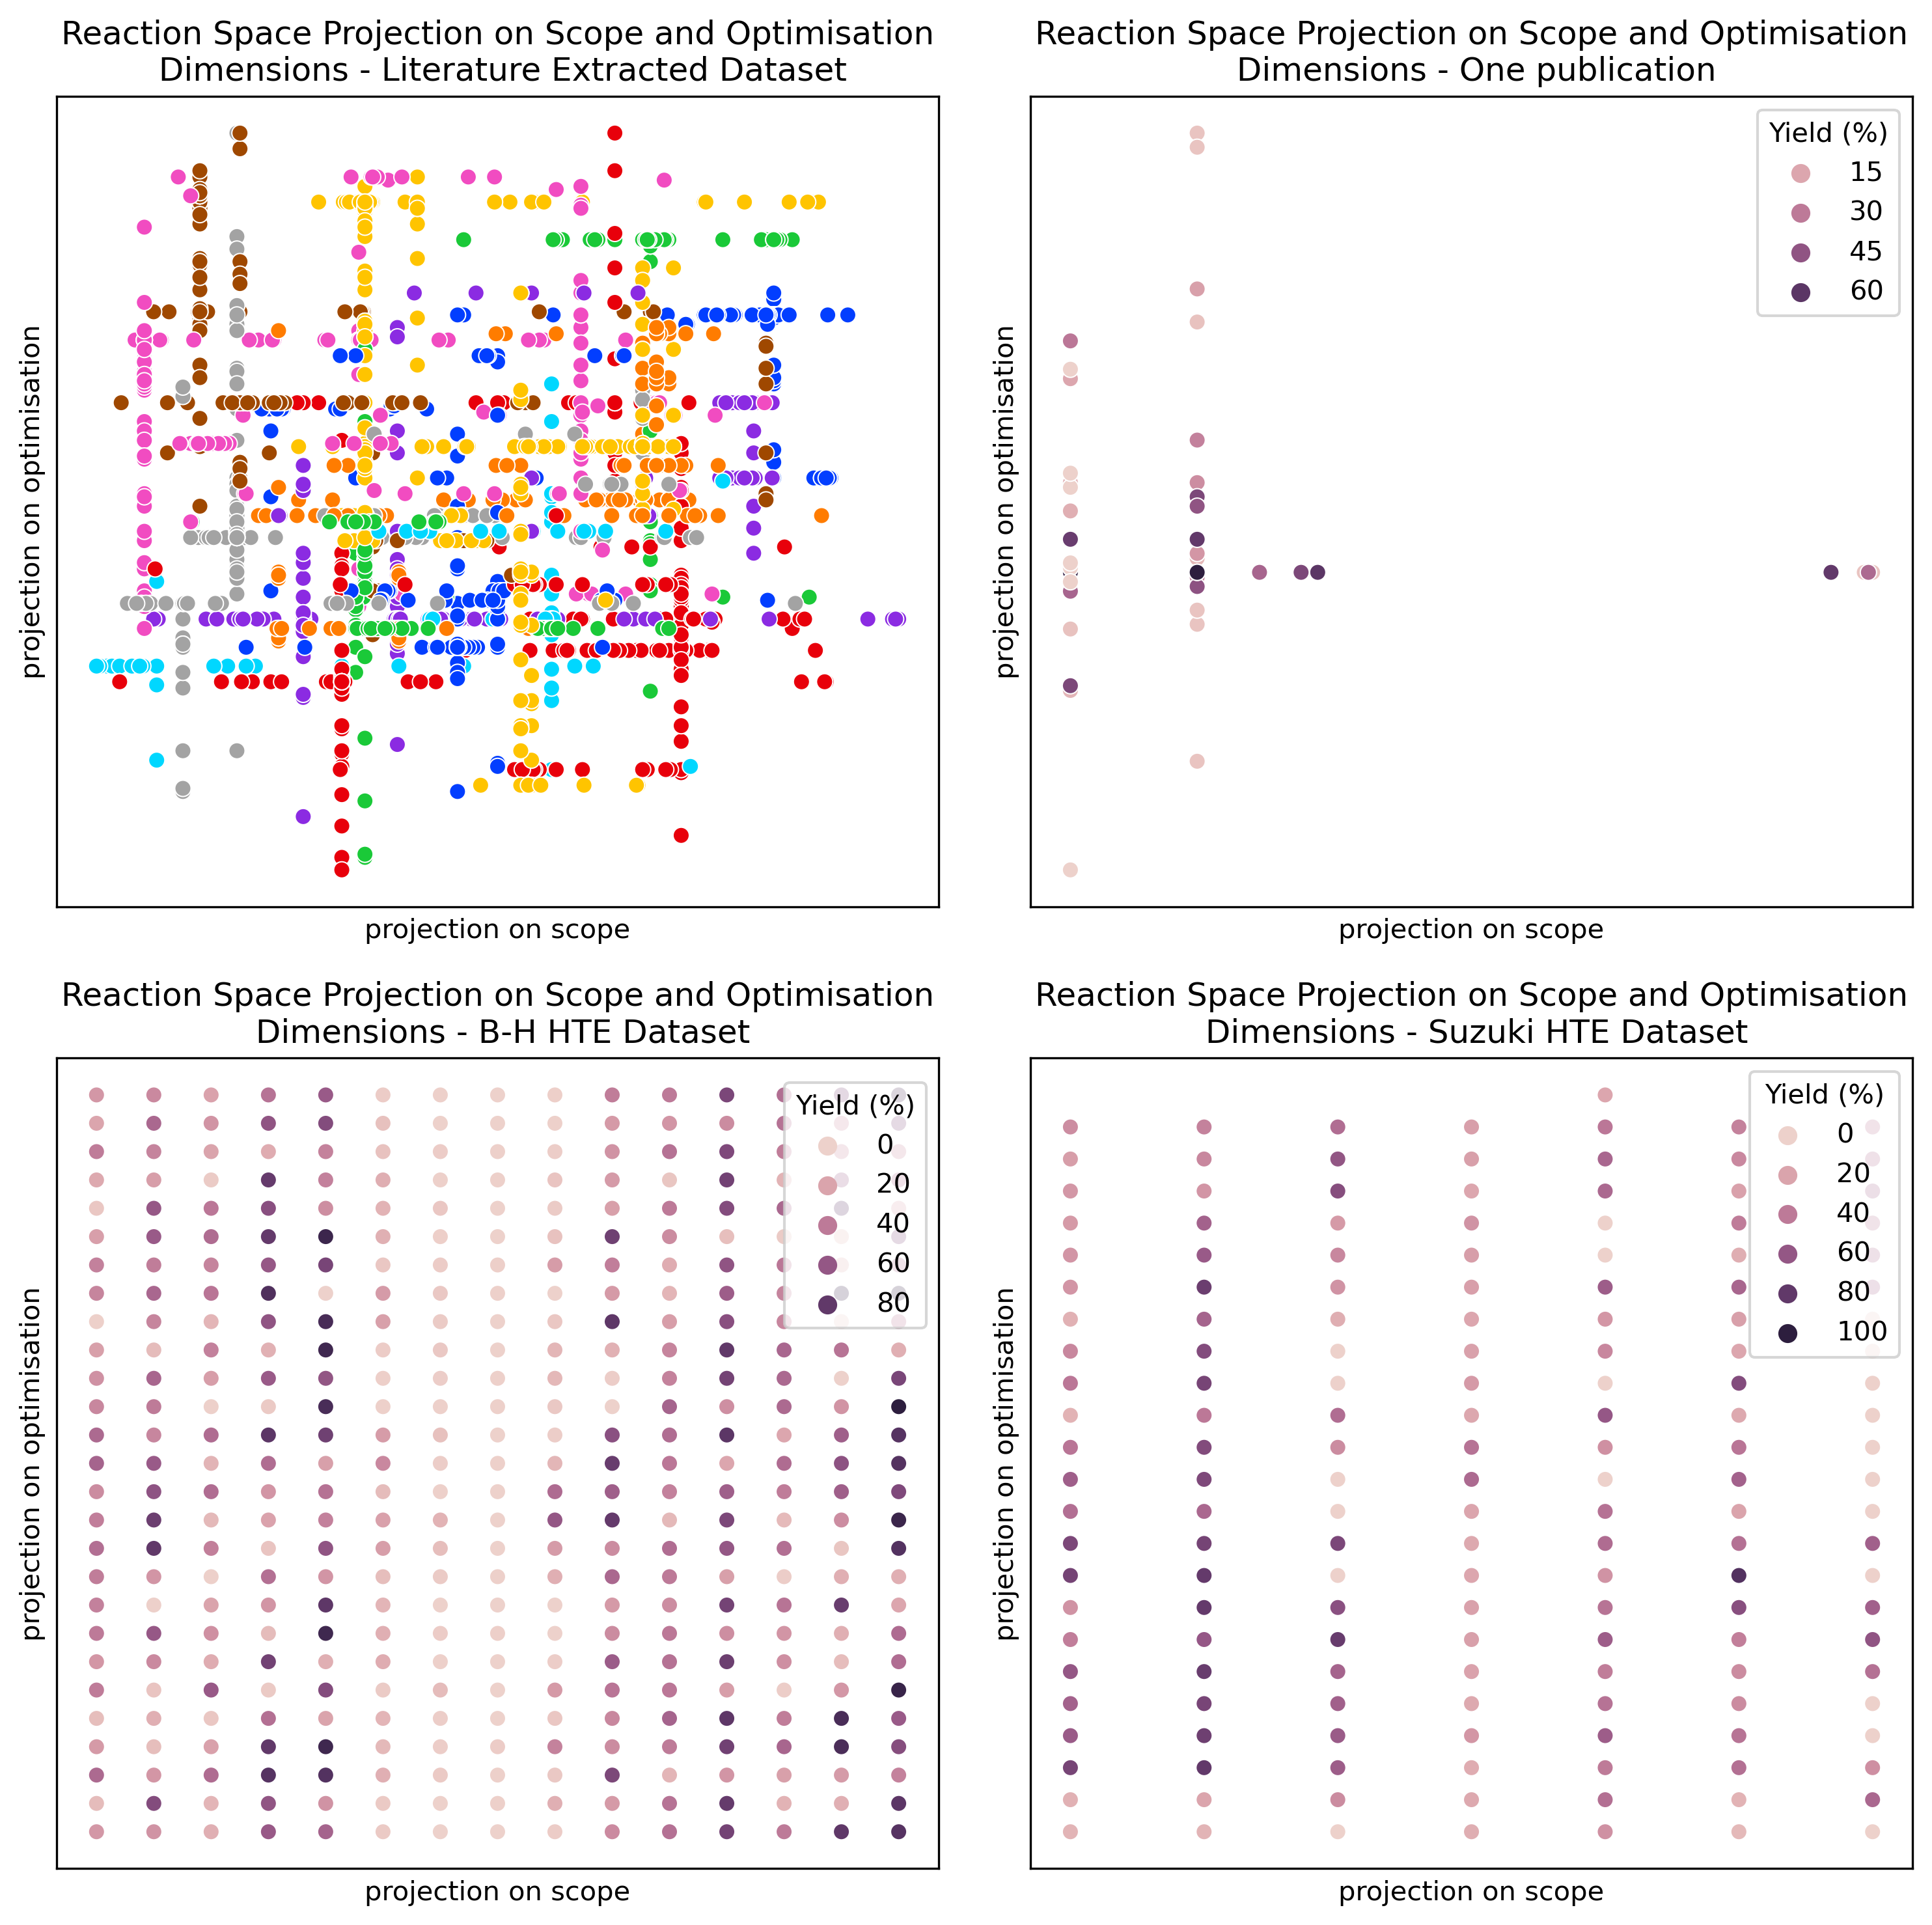 Reaction Space Projection on Scope and Optimisation
Dimensions - Literature Extracted Dataset
projection on optimisation
projection on scope
Reaction Space Projection on Scope and Optimisation
Dimensions - One publication
Yield (%)
15
30
45
60
projection on optimisation
projection on scope
Reaction Space Projection on Scope and Optimisation
Dimensions - B-H HTE Dataset
Yield (%)
0
20
40
60
80
projection on optimisation
projection on scope
Reaction Space Projection on Scope and Optimisation
Dimensions - Suzuki HTE Dataset
Yield (%)
0
20
40
60
80
100
projection on optimisation
projection on scope